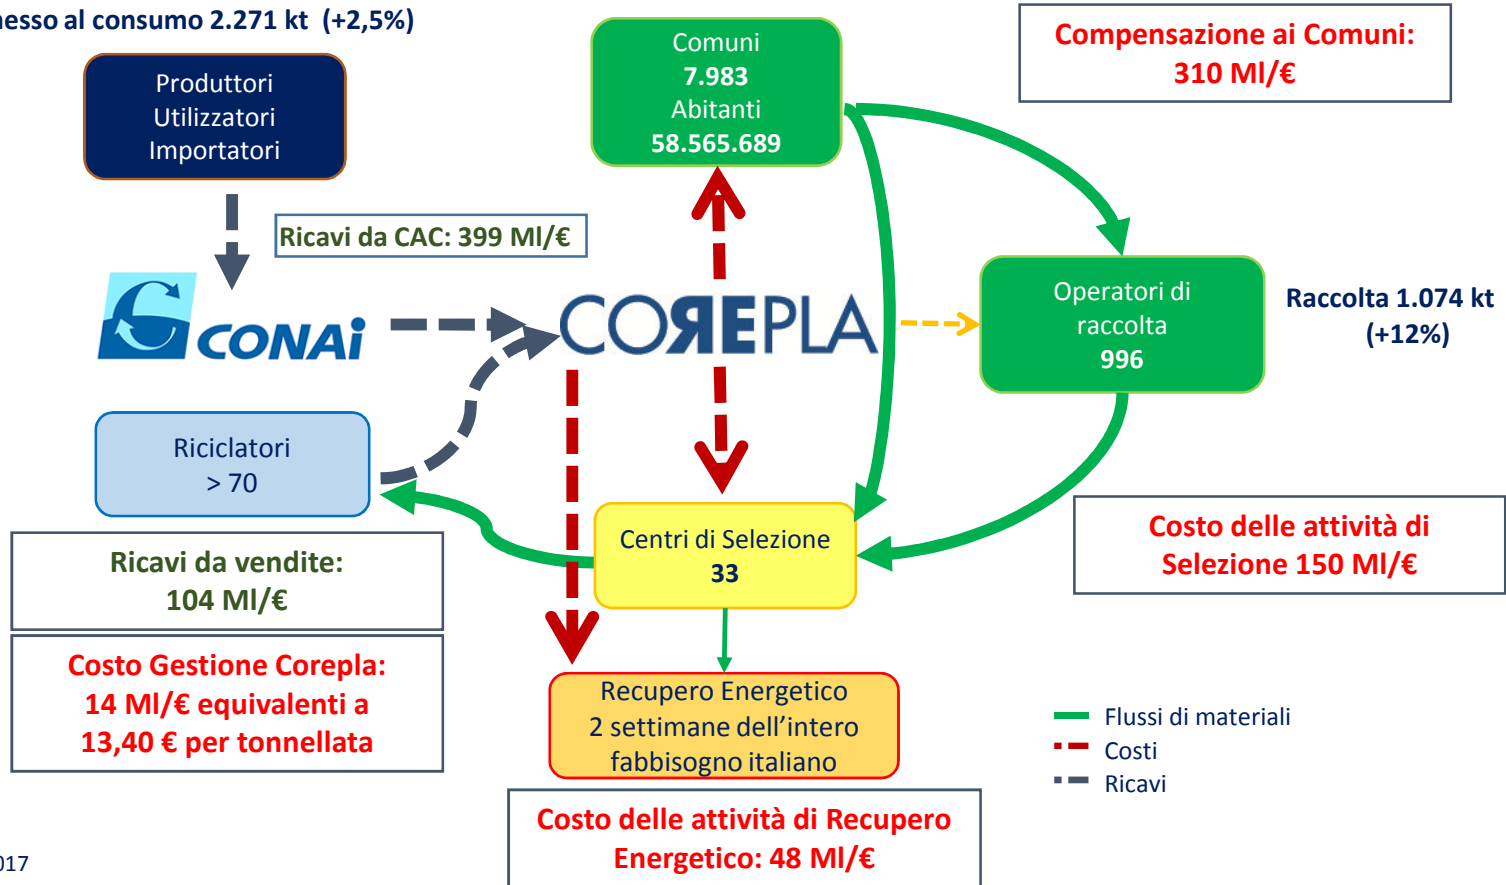 esso al consumo 2.271 kt (+2,5%)
Produttori
Utilizzatori
Importatori
Comuni
7.983
Abitanti
58.565.689
Compensazione ai Comuni:
310 Ml/€
Ricavi da CAC: 399 Ml/€
CONAi
COREPLA
Operatori di
raccolta
996
Raccolta 1.074 kt
(+12%)
Riciclatori
> 70
Ricavi da vendite:
104 Ml/€
Costo Gestione Corepla:
14 Ml/€ equivalenti a
13,40 € per tonnellata
Centri di Selezione
33
Costo delle attività di
Selezione 150 Ml/€
Recupero Energetico
2 settimane dell'intero
fabbisogno italiano
Costo delle attività di Recupero
Energetico: 48 Ml/€
Flussi di materiali
Costi
Ricavi
017